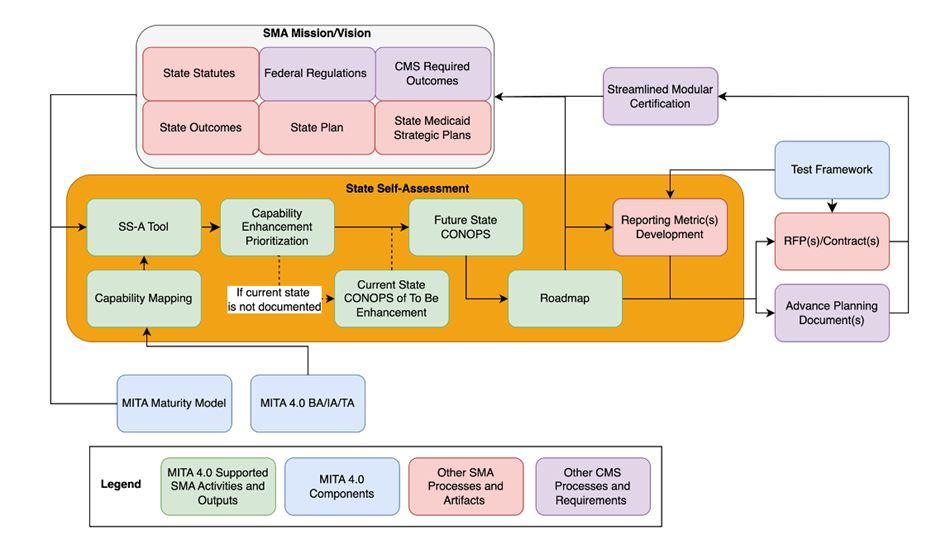 SMA Mission/Vision
State Statutes
Federal Regulations
CMS Required
Outcomes
State Outcomes
State Plan
State Medicaid
Strategic Plans
Streamlined Modular
Certification
Test Framework
State Self-Assessment
SS-A Tool
Capability
Enhancement
Prioritization
Future State
CONOPS
Reporting Metric(s)
Development
RFP(s)/Contract(s)
Capability Mapping
If current state
is not documented
Current State
CONOPS of To Be
Enhancement
Roadmap
Advance Planning
Document(s)
MITA Maturity Model
MITA 4.0 BA/IA/TA
Legend
MITA 4.0 Supported
SMA Activities and
Outputs
MITA 4.0
Components
Other SMA
Processes and
Artifacts
Other CMS
Processes and
Requirements